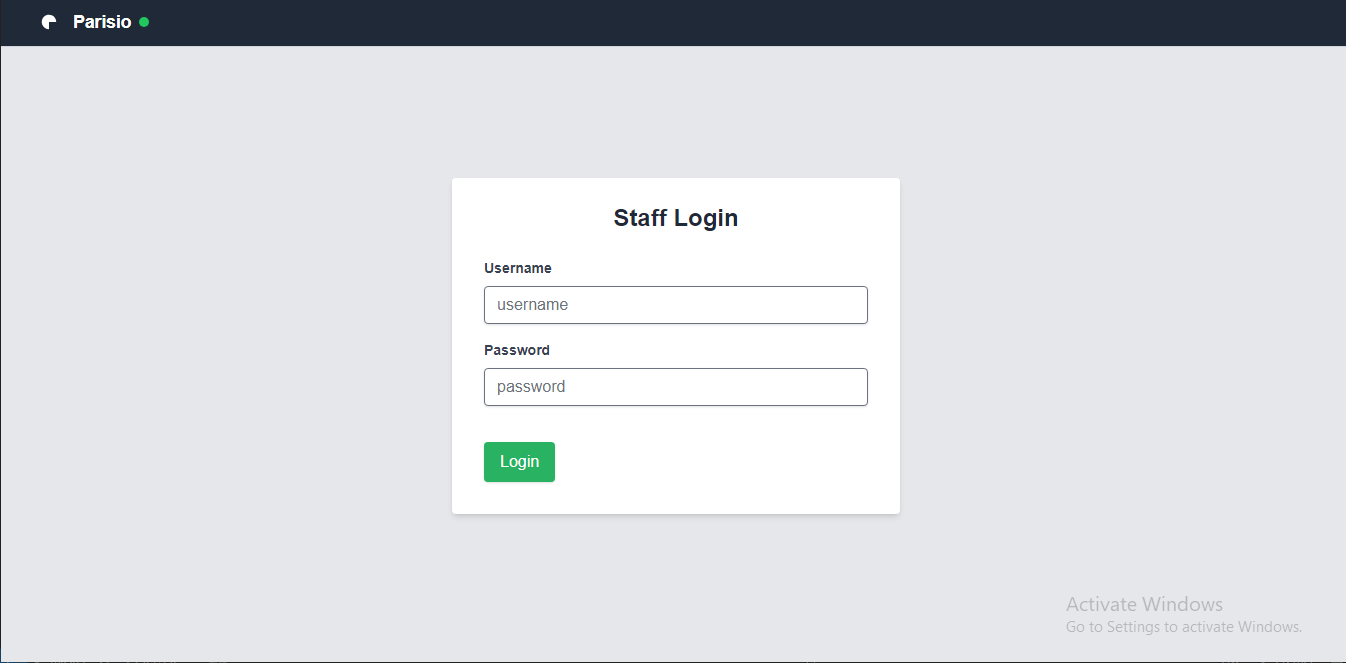 Parisio
Staff Login
Username
username
Password
password
Login
Activate Windows
Go to Settings to activate Windows.